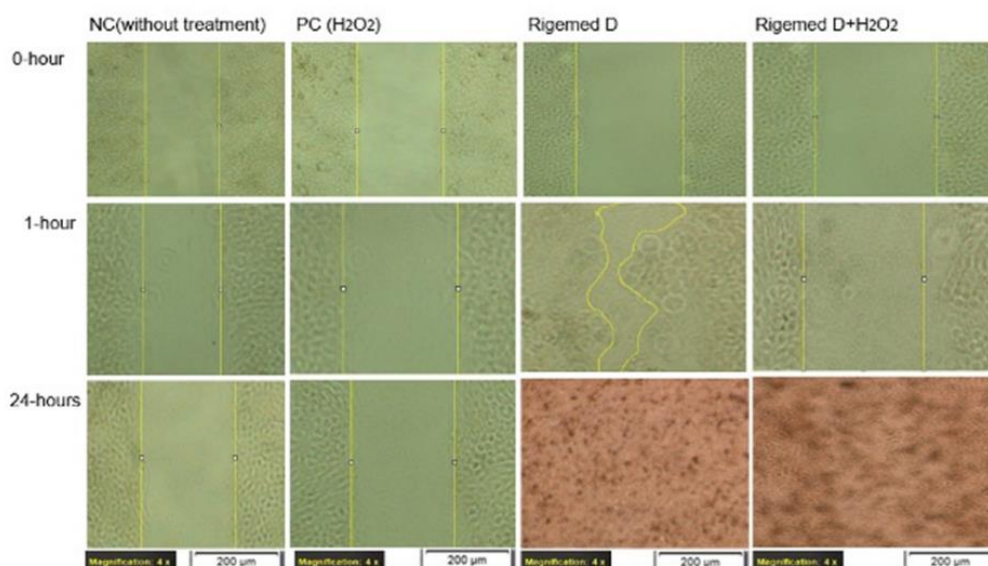 NC(without treatment) PC (H2O2) Rigemed D Rigemed D+H2O2
0-hour
1-hour
24-hours
Magnification: 4 x 200 µm Magnification: 4 x 200 µm Magnification: 4 x 200 µm Magnification: 4 x 200 µm